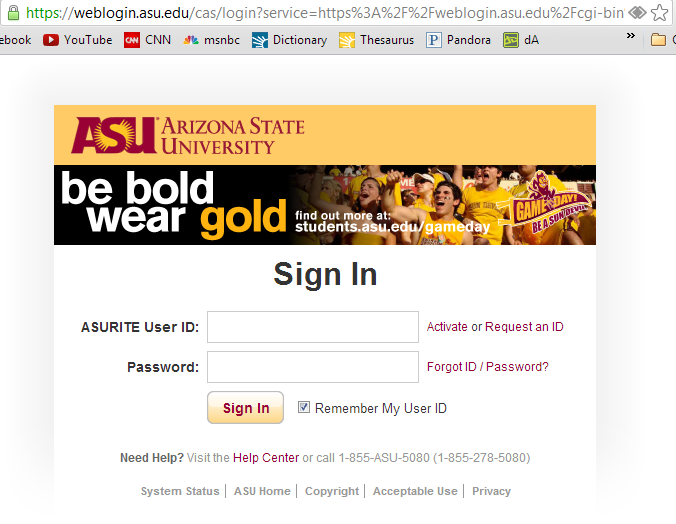 https://weblogin.asu.edu/cas/login?service=https%3A%2F%2Fweblogin.asu.edu%2Fcgi-bin
ebook YouTube CNN msnbc Dictionary Thesaurus Pandora dA » C
ASU ARIZONA STATE
UNIVERSITY
be bold
wear gold
find out more at:
students.asu.edu/gameday
GAME DAY!
BE A SUN DEVIL
Sign In
ASURITE User ID: Activate or Request an ID
Password: Forgot ID / Password?
Sign In Remember My User ID
Need Help? Visit the Help Center or call 1-855-ASU-5080 (1-855-278-5080)
System Status | ASU Home | Copyright | Acceptable Use | Privacy